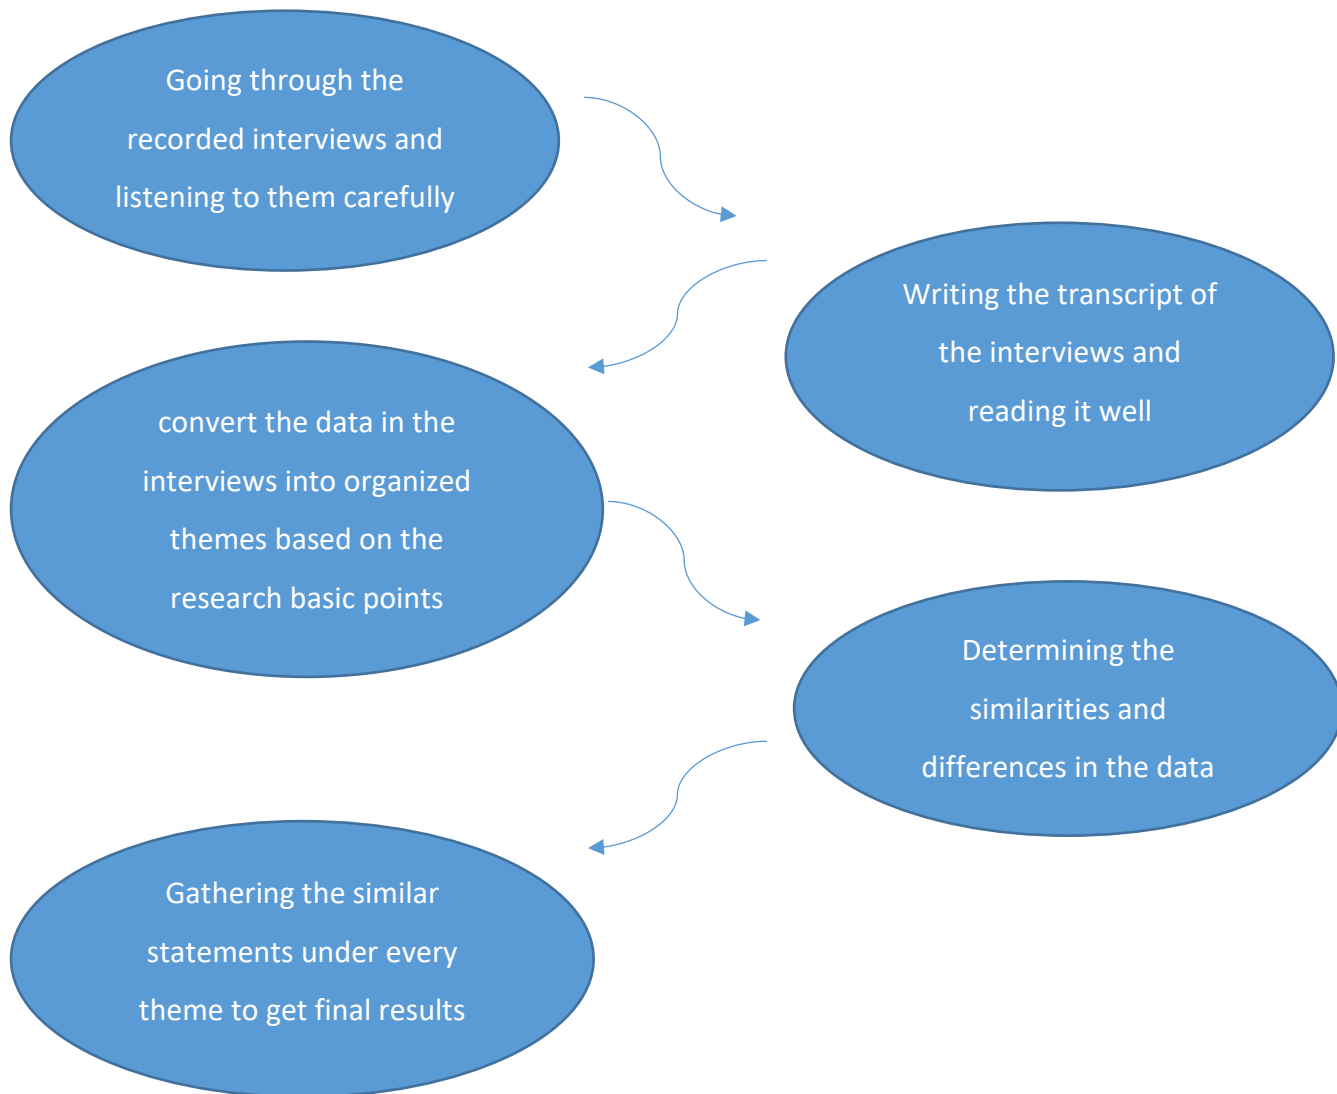 Going through the
recorded interviews and
listening to them carefully
Writing the transcript of
the interviews and
reading it well
convert the data in the
interviews into organized
themes based on the
research basic points
Determining the
similarities and
differences in the data
Gathering the similar
statements under every
theme to get final results